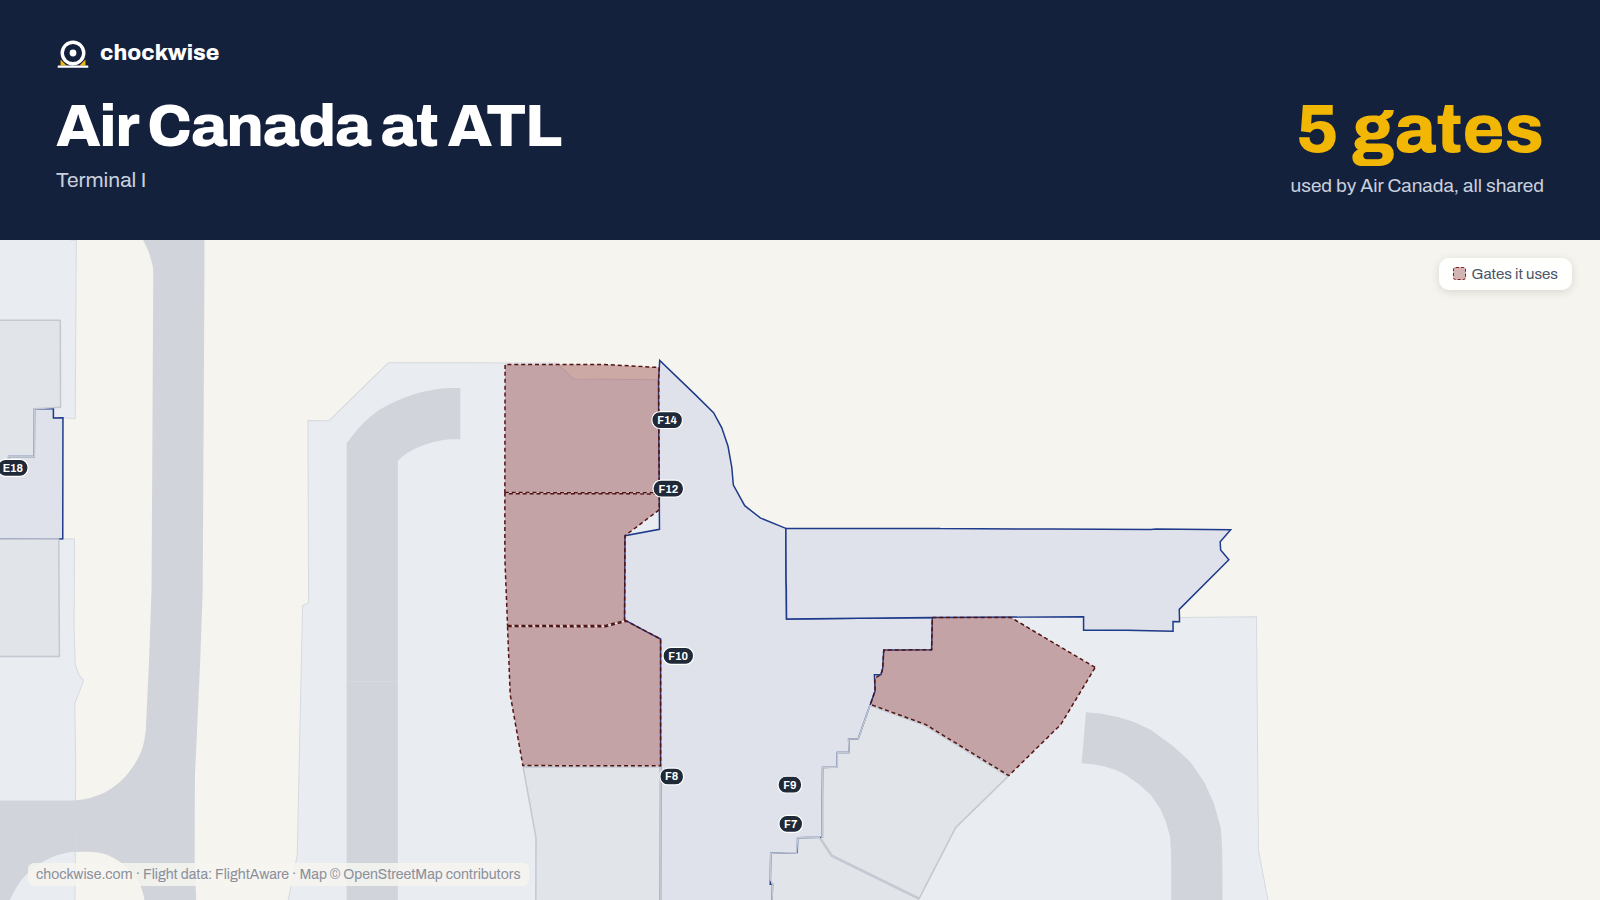 chockwise
Air Canada at ATL
Terminal I
5 gates
used by Air Canada, all shared
Gates it uses
F14
E18
F12
F10
F8
F9
F7
chockwise.com · Flight data: FlightAware · Map © OpenStreetMap contributors